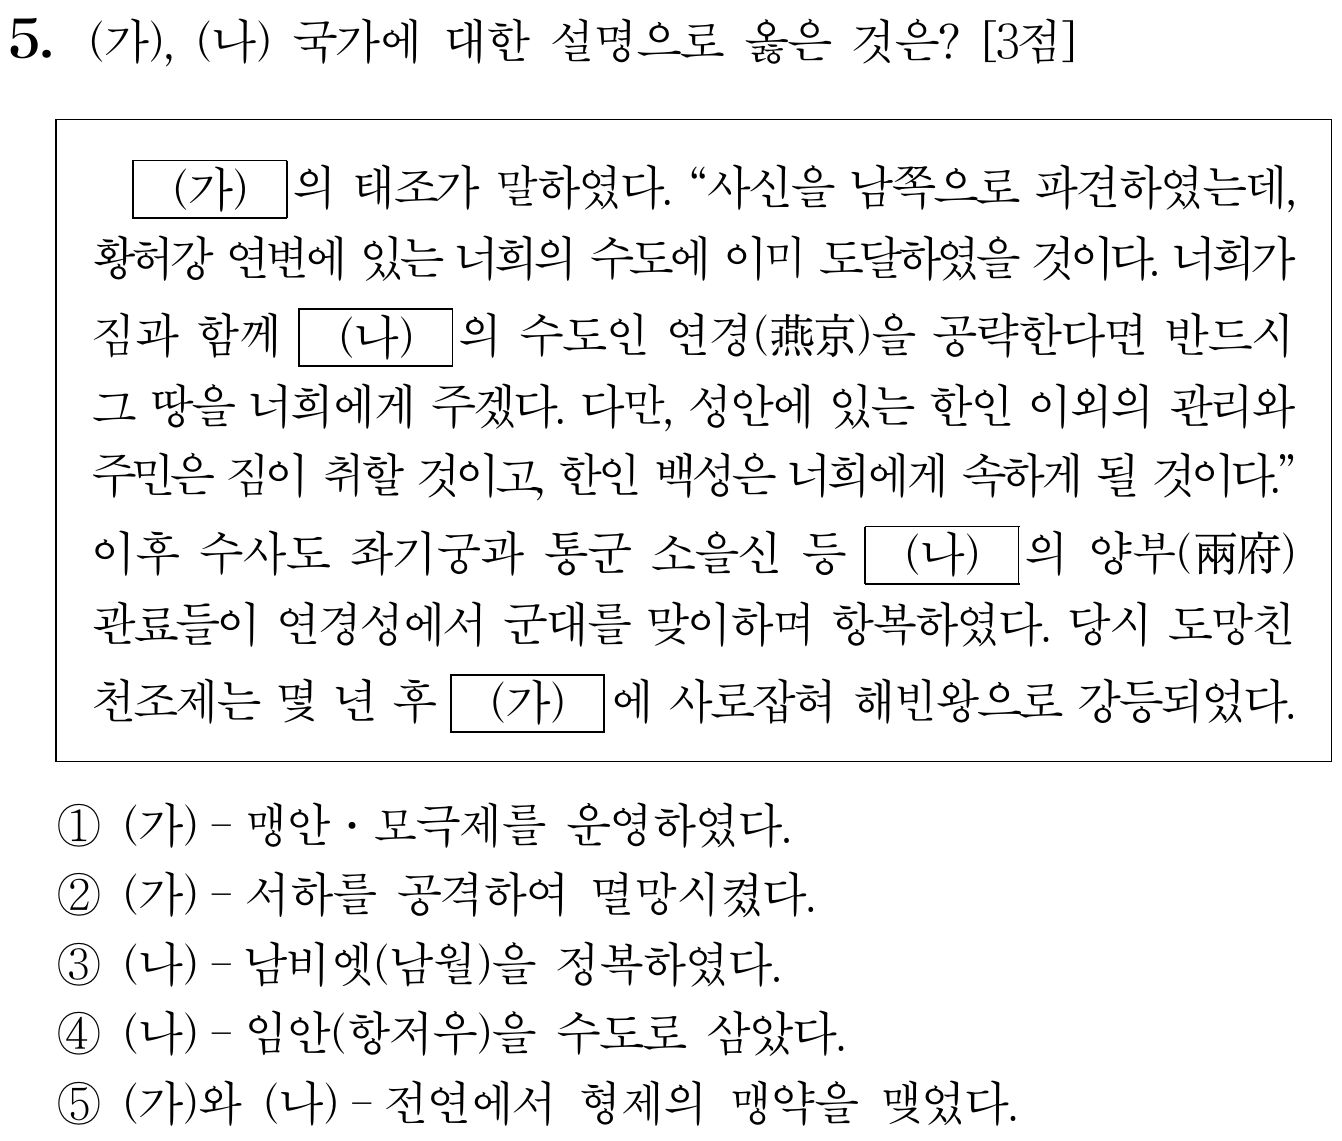 5. (가), (나) 국가에 대한 설명으로 옳은 것은? [3점]
(가) 의 태조가 말하였다. “사신을 남쪽으로 파견하였는데,
황허강 연변에 있는 너희의 수도에 이미 도달하였을 것이다. 너희가
짐과 함께 (나) 의 수도인 연경(燕京)을 공략한다면 반드시
그 땅을 너희에게 주겠다. 다만, 성안에 있는 한인 이외의 관리와
주민은 짐이 취할 것이고, 한인 백성은 너희에게 속하게 될 것이다.”
이후 수사도 좌기궁과 통군 소을신 등 (나) 의 양부(兩府)
관료들이 연경성에서 군대를 맞이하며 항복하였다. 당시 도망친
천조제는 몇 년 후 (가) 에 사로잡혀 해빈왕으로 강등되었다.
① (가) - 맹안 · 모극제를 운영하였다.
② (가) - 서하를 공격하여 멸망시켰다.
③ (나) - 남비엣(남월)을 정복하였다.
④ (나) - 임안(항저우)을 수도로 삼았다.
⑤ (가)와 (나) - 전연에서 형제의 맹약을 맺었다.